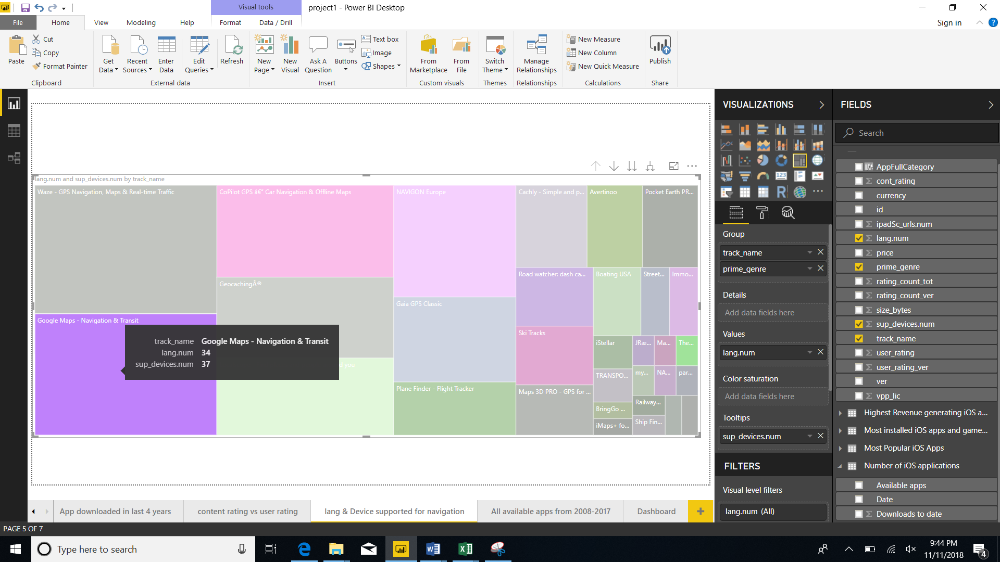 Visual tools
project1 - Power BI Desktop
File
Home
View
Modeling
Help
Format
Data / Drill
Sign in
?
Paste
Cut
Copy
Format Painter
Clipboard
Get Data
Recent Sources
Enter Data
Edit Queries
Refresh
External data
New Page
New Visual
Ask A Question
Buttons
Text box
Image
Shapes
Insert
From Marketplace
From File
Custom visuals
Switch Theme
Themes
Manage Relationships
Relationships
New Measure
New Column
New Quick Measure
Calculations
Publish
Share
lang.num and sup_devices.num by track_name
Waze - GPS Navigation, Maps & Real-time Traffic
CoPilot GPS â€" Car Navigation & Offline Maps
NAVIGON Europe
Cachly - Simple and p...
Avertinoo
Pocket Earth PR...
GeocachingÂ®
Road watcher: dash ca...
Boating USA
Street...
Immo...
Gaia GPS Classic
Google Maps - Navigation & Transit
Ski Tracks
iStellar
JRæ...
Ma...
The...
track_name Google Maps - Navigation & Transit
lang.num 34
sup_devices.num 37
d you
TRANSPO...
my...
NA...
par...
Plane Finder - Flight Tracker
Maps 3D PRO - GPS for ...
BringGo ...
Railway...
iMaps+ fo...
Ship Fin...
VISUALIZATIONS
123
R
Group
track_name
prime_genre
Details
Add data fields here
Values
lang.num
Color saturation
Add data fields here
Tooltips
sup_devices.num
FILTERS
Visual level filters
lang.num (All)
FIELDS
Search
AppFullCategory
cont_rating
currency
id
ipadSc_urls.num
lang.num
price
prime_genre
rating_count_tot
rating_count_ver
size_bytes
sup_devices.num
track_name
user_rating
user_rating_ver
ver
vpp_lic
Highest Revenue generating iOS a...
Most installed iOS apps and game...
Most Popular iOS Apps
Number of iOS applications
Available apps
Date
Downloads to date
App downloaded in last 4 years
content rating vs user rating
lang & Device supported for navigation
All available apps from 2008-2017
Dashboard
PAGE 5 OF 7
Type here to search
9:44 PM
11/11/2018
4